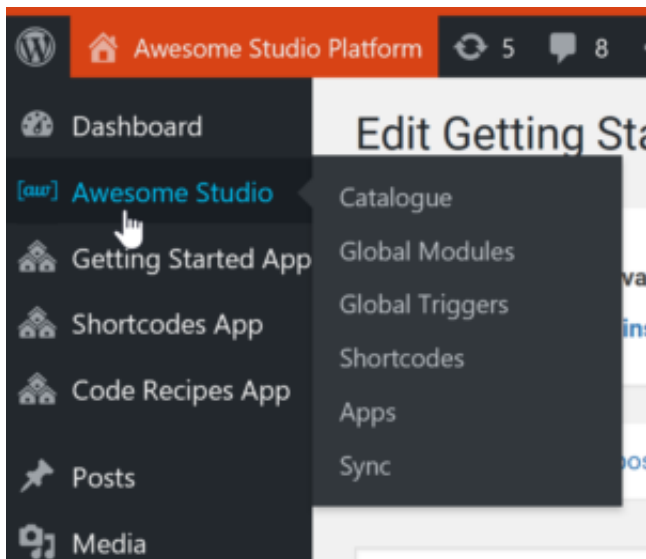 Awesome Studio Platform 5 8
Dashboard
Edit Getting Sta
[aw] Awesome Studio
Catalogue
Global Modules
Getting Started App
Global Triggers
Shortcodes App
Shortcodes
Code Recipes App
Apps
Sync
Posts
Media